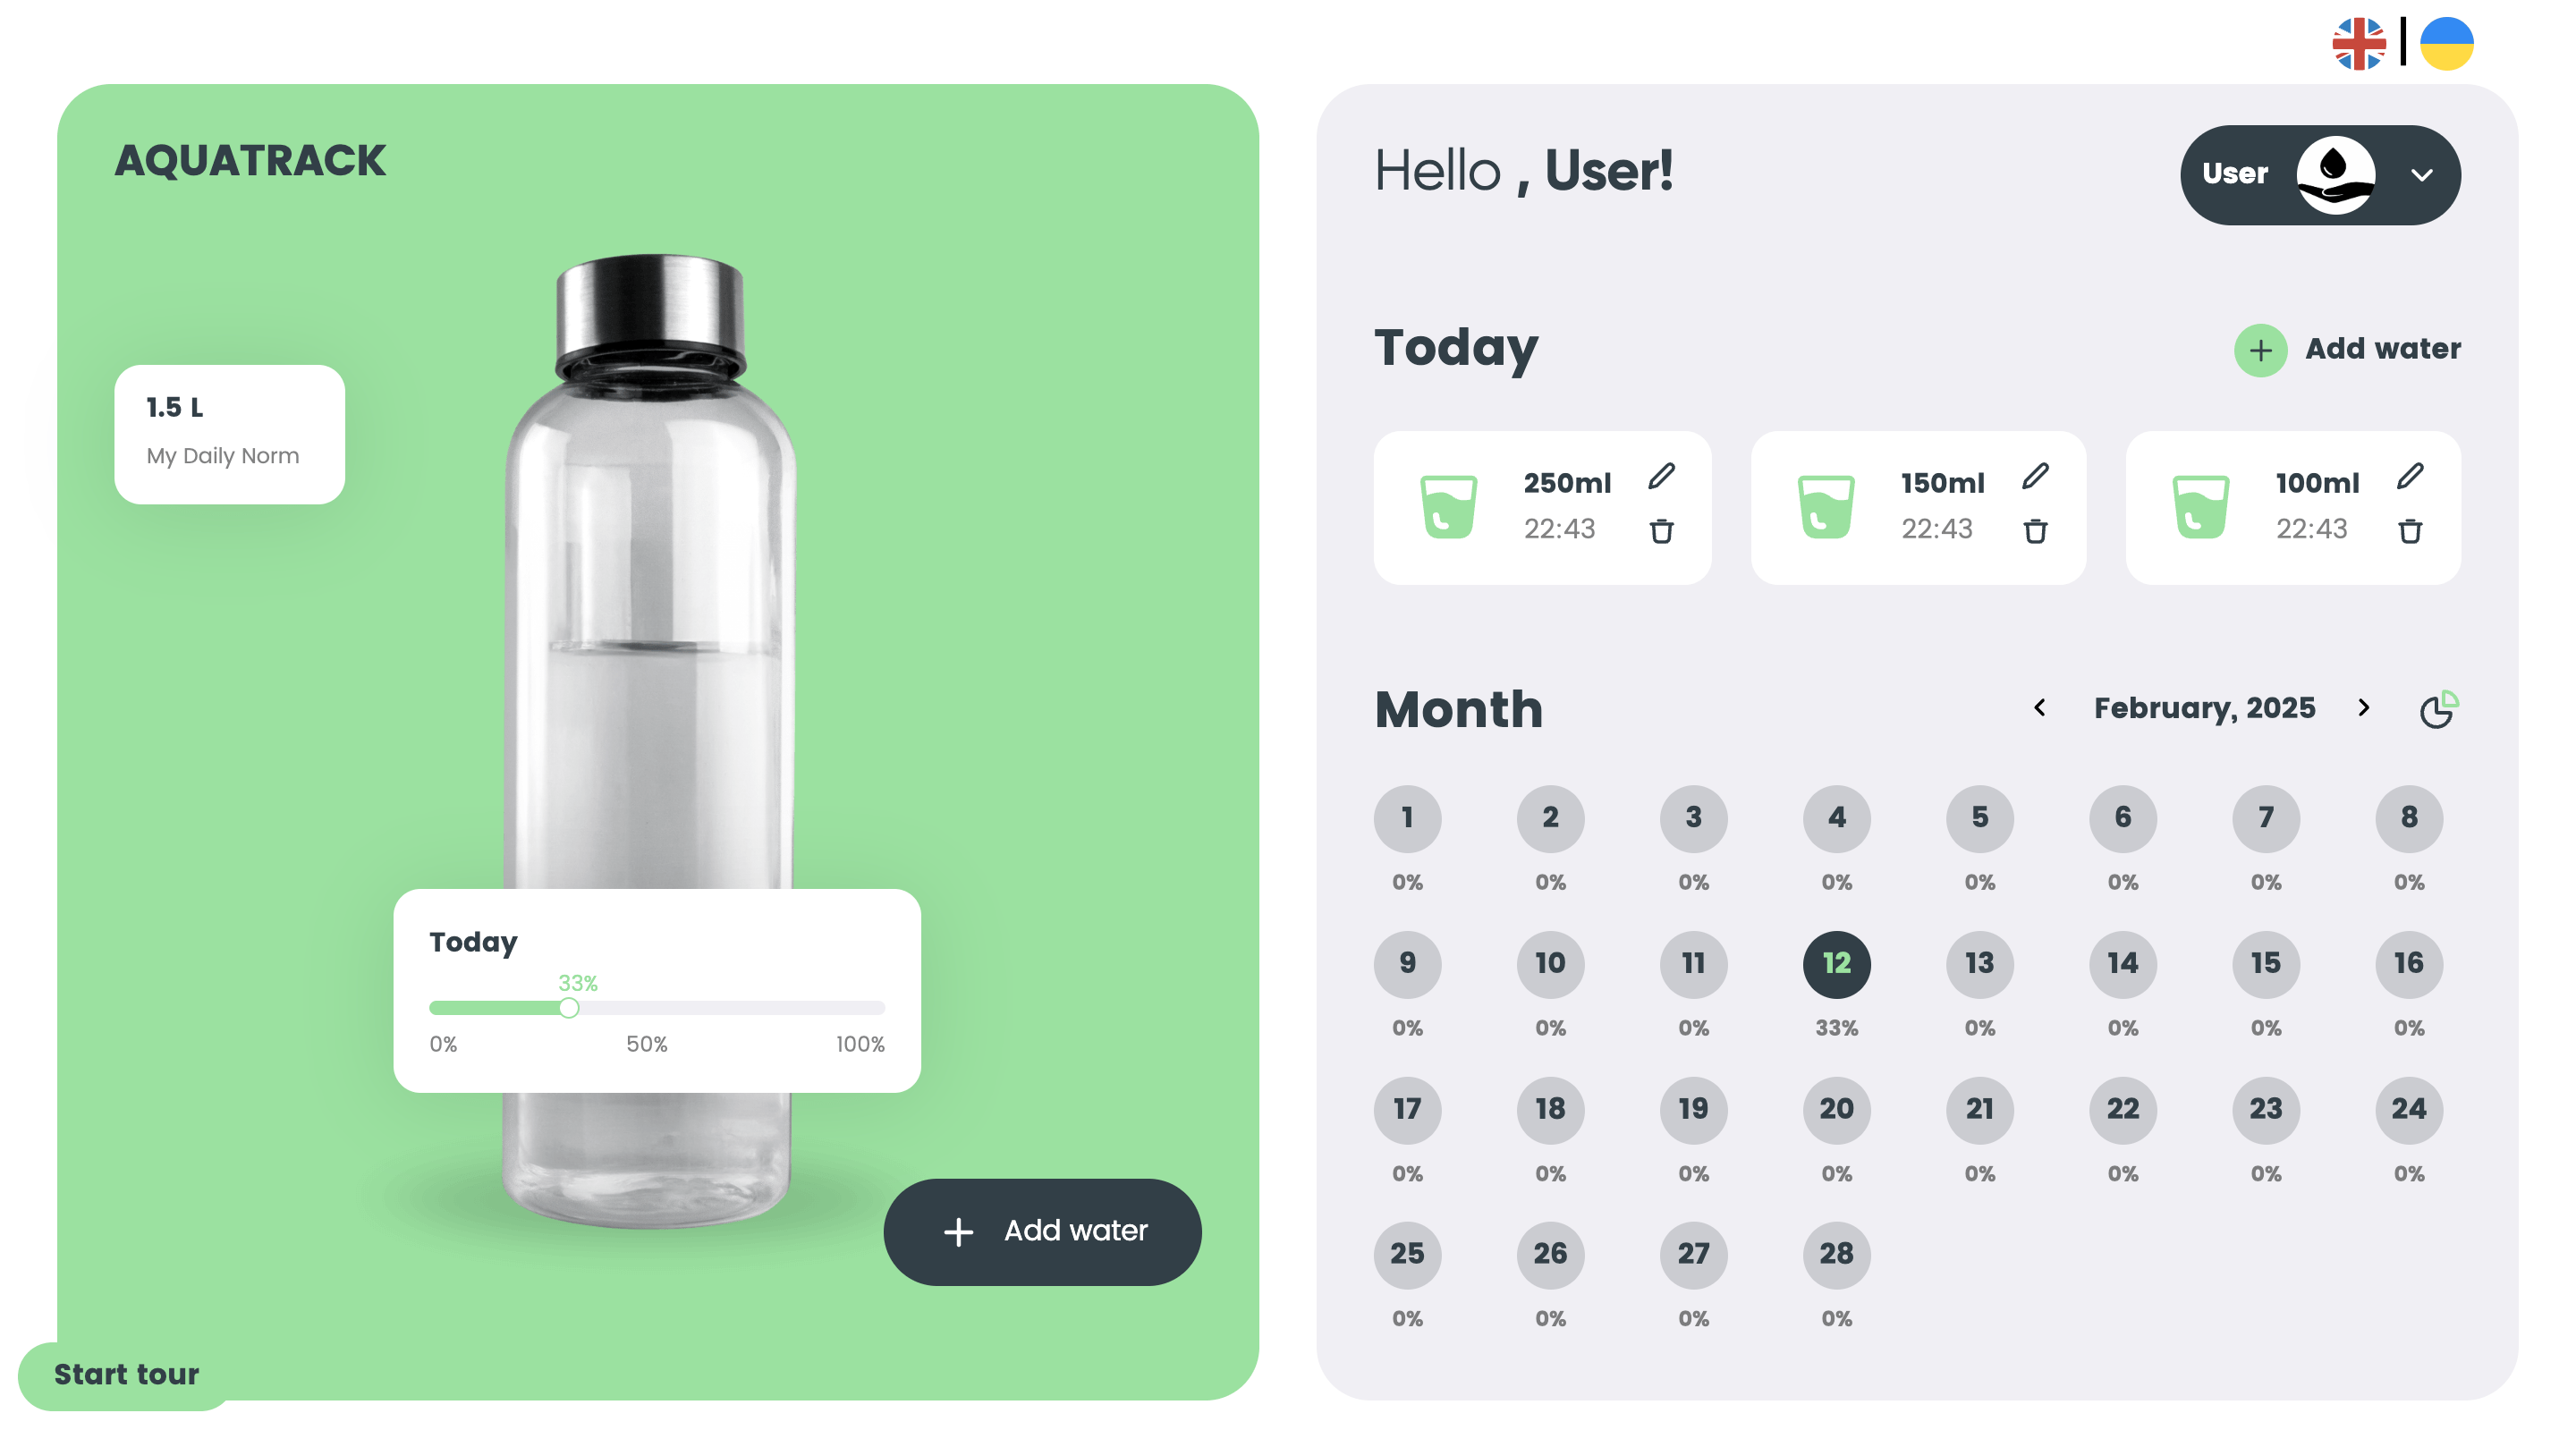 AQUATRACK
1.5 L
My Daily Norm
Today
33%
0% 50% 100%
Add water
Start tour
Hello , User!
User
Today
Add water
250ml
22:43
150ml
22:43
100ml
22:43
Month
February, 2025
1 2 3 4 5 6 7 8
0% 0% 0% 0% 0% 0% 0% 0%
9 10 11 12 13 14 15 16
0% 0% 0% 33% 0% 0% 0% 0%
17 18 19 20 21 22 23 24
0% 0% 0% 0% 0% 0% 0% 0%
25 26 27 28
0% 0% 0% 0%